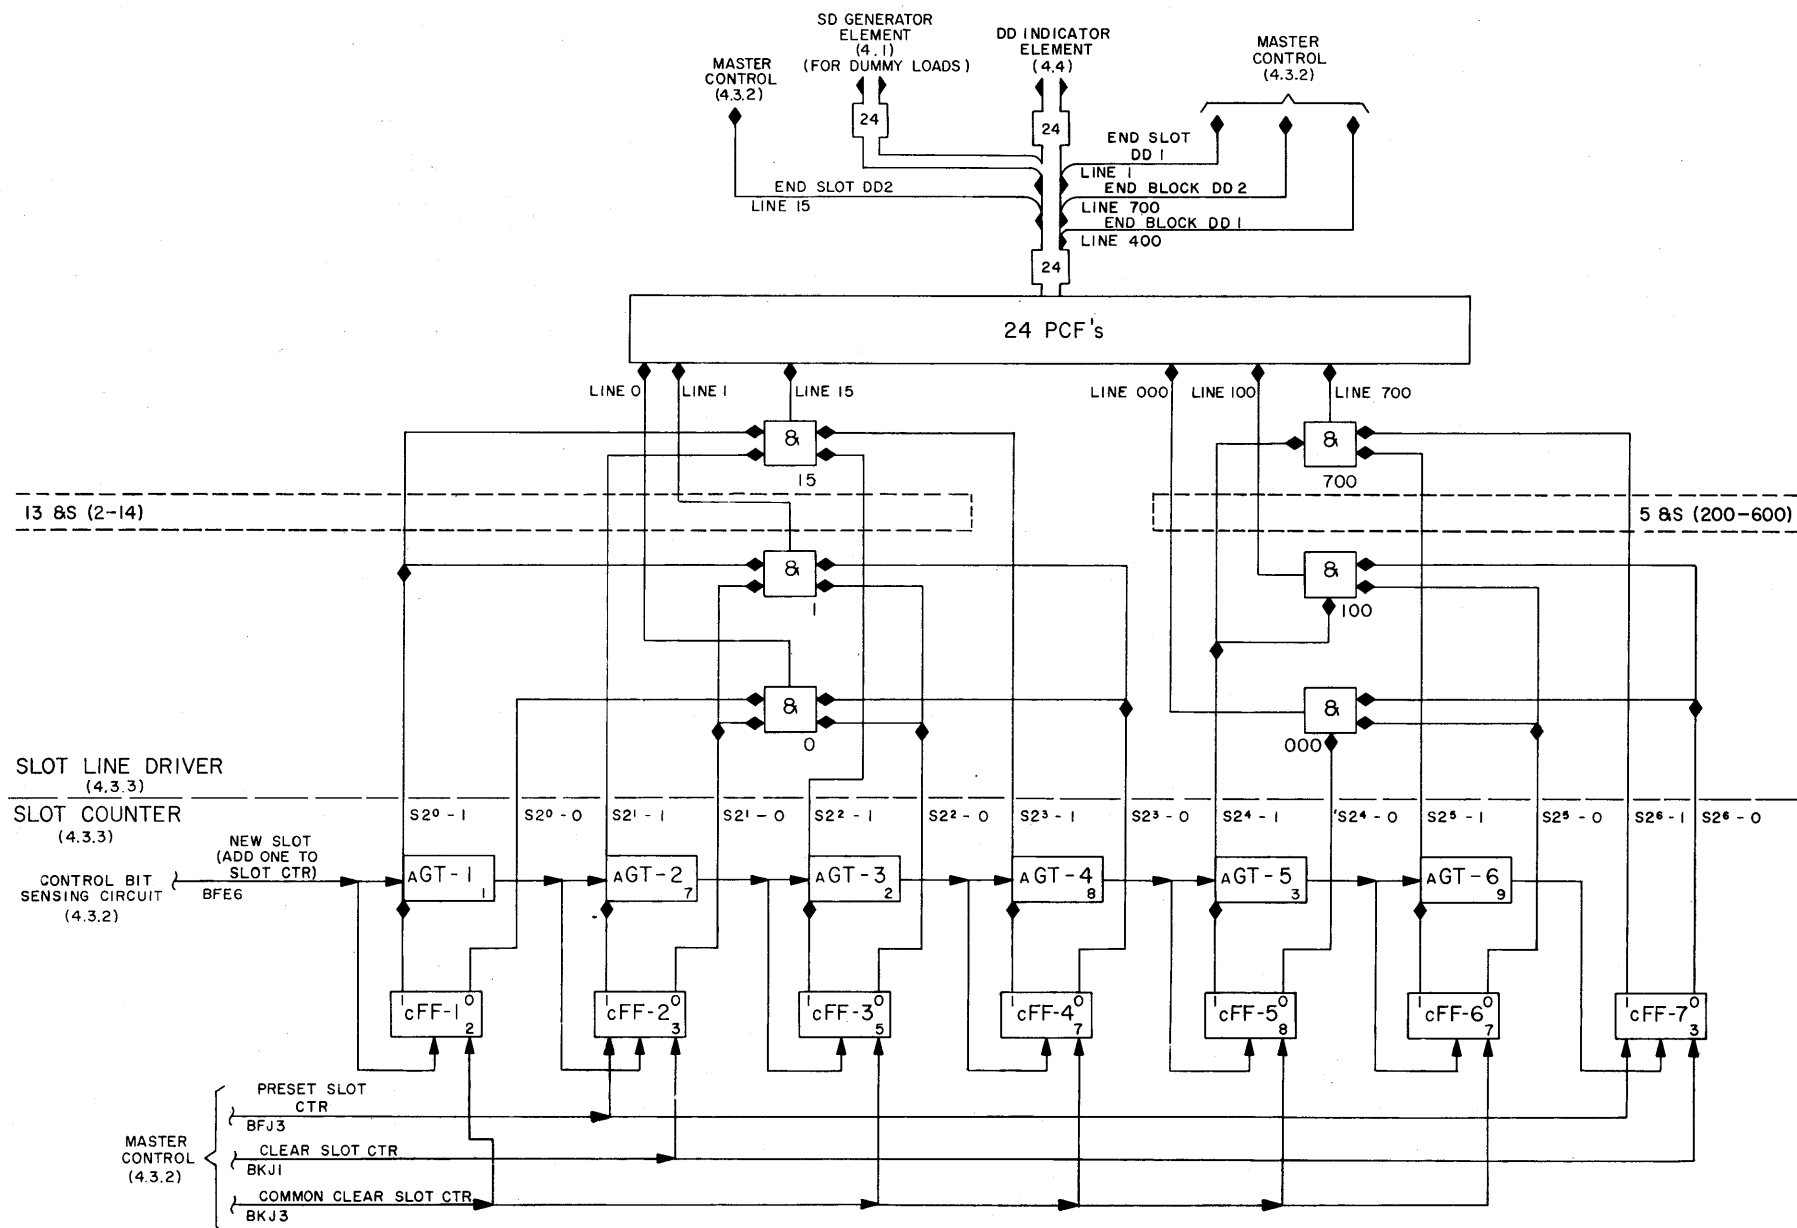 SD GENERATOR
ELEMENT
(4.1)
(FOR DUMMY LOADS)
DD INDICATOR
ELEMENT
(4.4)
MASTER
CONTROL
(4.3.2)
MASTER
CONTROL
(4.3.2)
24
24
END SLOT
DD 1
LINE 1
END SLOT DD2
LINE 15
END BLOCK DD 2
LINE 700
END BLOCK DD 1
LINE 400
24
24 PCF's
LINE 0
LINE 1
LINE 15
LINE 000
LINE 100
LINE 700
&
15
&
700
13 &S (2-14)
5 &S (200-600)
&
1
&
100
&
0
&
000
SLOT LINE DRIVER
(4.3.3)
SLOT COUNTER
(4.3.3)
S2⁰-1
S2⁰-0
S2¹-1
S2¹-0
S2²-1
S2²-0
S2³-1
S2³-0
S2⁴-1
S2⁴-0
S2⁵-1
S2⁵-0
S2⁶-1
S2⁶-0
NEW SLOT
(ADD ONE TO
SLOT CTR)
BFE6
CONTROL BIT
SENSING CIRCUIT
(4.3.2)
AGT-1
1
AGT-2
7
AGT-3
2
AGT-4
8
AGT-5
3
AGT-6
9
1 cFF-1 0
2
1 cFF-2 0
3
1 cFF-3 0
5
1 cFF-4 0
7
1 cFF-5 0
8
1 cFF-6 0
7
1 cFF-7 0
3
PRESET SLOT
CTR
BFJ3
MASTER
CONTROL
(4.3.2)
CLEAR SLOT CTR
BKJ1
COMMON CLEAR SLOT CTR
BKJ3